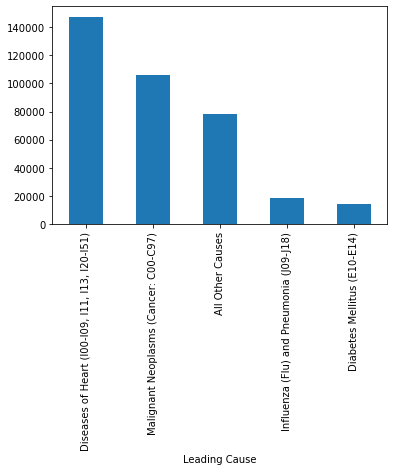 140000
120000
100000
80000
60000
40000
20000
0
Diseases of Heart (I00-I09, I11, I13, I20-I51)
Malignant Neoplasms (Cancer: C00-C97)
All Other Causes
Influenza (Flu) and Pneumonia (J09-J18)
Diabetes Mellitus (E10-E14)
Leading Cause